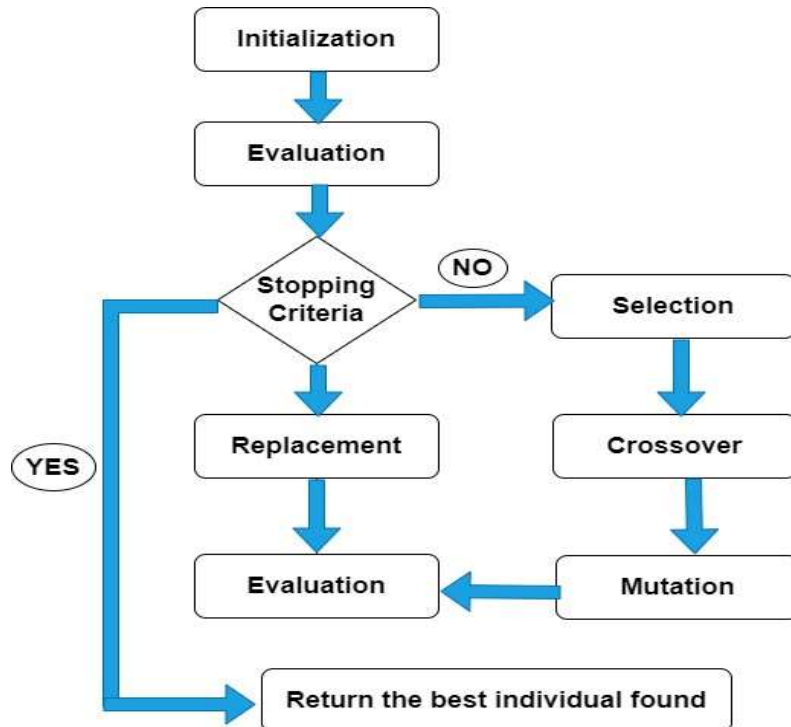 Initialization
Evaluation
Stopping
Criteria
NO
Selection
Replacement
Crossover
YES
Evaluation
Mutation
Return the best individual found